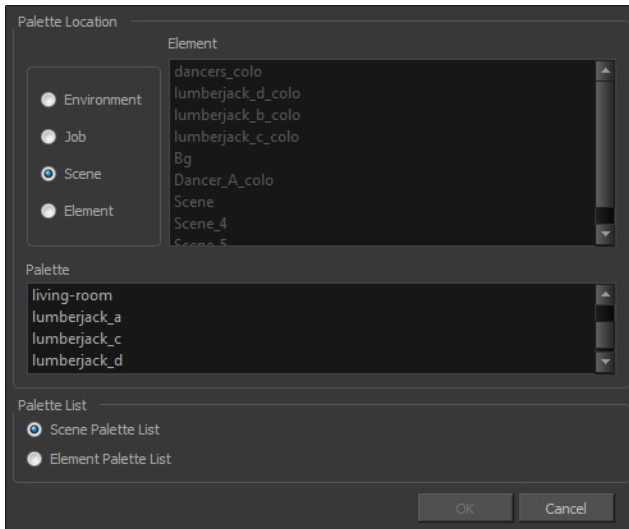 Palette Location
Element
Environment
Job
Scene
Element
dancers_colo
lumberjack_d_colo
lumberjack_b_colo
lumberjack_c_colo
Bg
Dancer_A_colo
Scene
Scene_4
Scene_5
Palette
living-room
lumberjack_a
lumberjack_c
lumberjack_d
Palette List
Scene Palette List
Element Palette List
OK
Cancel